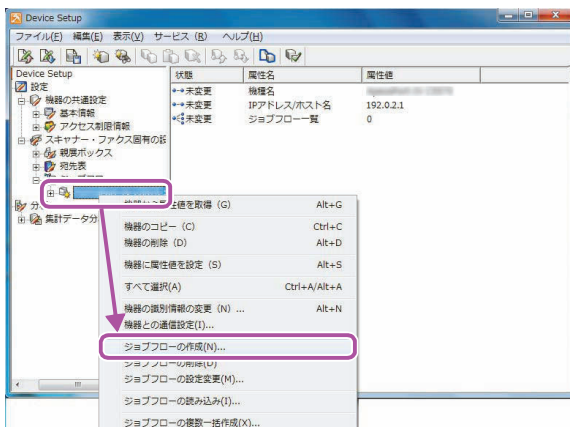 Device Setup
ファイル(F) 編集(E) 表示(V) サービス(R) ヘルプ(H)
Device Setup
設定
機器の共通設定
基本情報
アクセス制限情報
スキャナー・ファクス固有の設
親展ボックス
宛先表
分
集計データ分
状態 属性名 属性値
未変更 機種名
未変更 IPアドレス/ホスト名 192.0.2.1
未変更 ジョブフロー一覧 0
性値を取得(G) Alt+G
機器のコピー(C) Ctrl+C
機器の削除(D) Alt+D
機器に属性値を設定(S) Alt+S
すべて選択(A) Ctrl+A/Alt+A
機器の識別情報の変更(N)... Alt+N
機器との通信設定(I)...
ジョブフローの作成(N)...
ジョブフローの削除(D)
ジョブフローの設定変更(M)...
ジョブフローの読み込み(I)...
ジョブフローの複数一括作成(X)...